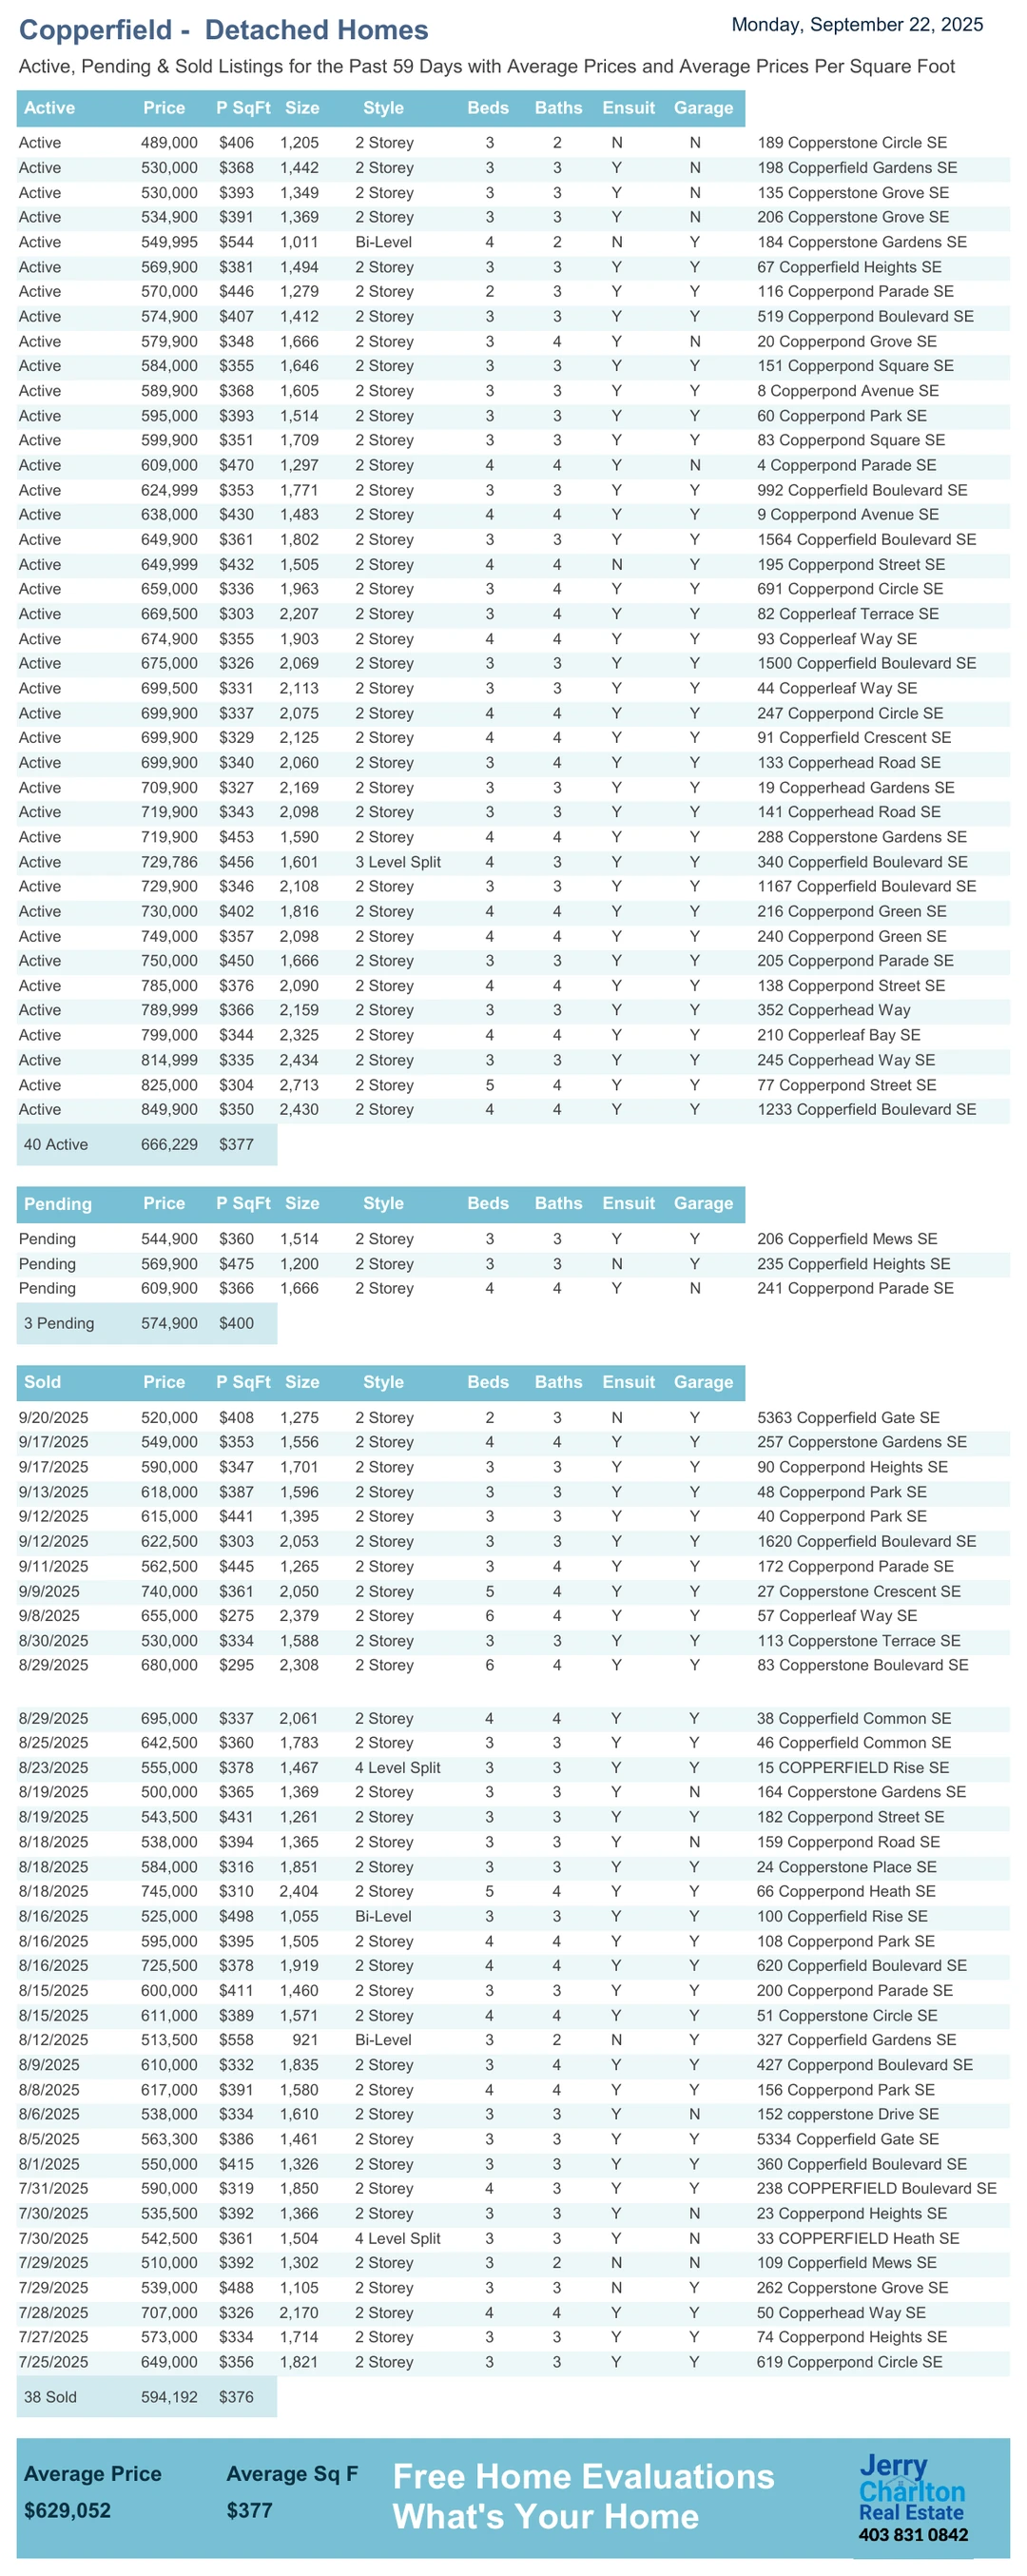 Copperfield - Detached Homes
Monday, September 22, 2025
Active, Pending & Sold Listings for the Past 59 Days with Average Prices and Average Prices Per Square Foot
Active Price P SqFt Size Style Beds Baths Ensuit Garage
Active 489,000 $406 1,205 2 Storey 3 2 N N 189 Copperstone Circle SE
Active 530,000 $368 1,442 2 Storey 3 3 Y N 198 Copperfield Gardens SE
Active 530,000 $393 1,349 2 Storey 3 3 Y N 135 Copperstone Grove SE
Active 534,900 $391 1,369 2 Storey 3 3 Y N 206 Copperstone Grove SE
Active 549,995 $544 1,011 Bi-Level 4 2 N Y 184 Copperstone Gardens SE
Active 569,900 $381 1,494 2 Storey 3 3 Y Y 67 Copperfield Heights SE
Active 570,000 $446 1,279 2 Storey 2 3 Y Y 116 Copperpond Parade SE
Active 574,900 $407 1,412 2 Storey 3 3 Y Y 519 Copperpond Boulevard SE
Active 579,900 $348 1,666 2 Storey 3 4 Y N 20 Copperpond Grove SE
Active 584,000 $355 1,646 2 Storey 3 3 Y Y 151 Copperpond Square SE
Active 589,900 $368 1,605 2 Storey 3 3 Y Y 8 Copperpond Avenue SE
Active 595,000 $393 1,514 2 Storey 3 3 Y Y 60 Copperpond Park SE
Active 599,900 $351 1,709 2 Storey 3 3 Y Y 83 Copperpond Square SE
Active 609,000 $470 1,297 2 Storey 4 4 Y N 4 Copperpond Parade SE
Active 624,999 $353 1,771 2 Storey 3 3 Y Y 992 Copperfield Boulevard SE
Active 638,000 $430 1,483 2 Storey 4 4 Y Y 9 Copperpond Avenue SE
Active 649,900 $361 1,802 2 Storey 3 3 Y Y 1564 Copperfield Boulevard SE
Active 649,999 $432 1,505 2 Storey 4 4 N Y 195 Copperpond Street SE
Active 659,000 $336 1,963 2 Storey 3 4 Y Y 691 Copperpond Circle SE
Active 669,500 $303 2,207 2 Storey 3 4 Y Y 82 Copperleaf Terrace SE
Active 674,900 $355 1,903 2 Storey 4 4 Y Y 93 Copperleaf Way SE
Active 675,000 $326 2,069 2 Storey 3 3 Y Y 1500 Copperfield Boulevard SE
Active 699,500 $331 2,113 2 Storey 3 3 Y Y 44 Copperleaf Way SE
Active 699,900 $337 2,075 2 Storey 4 4 Y Y 247 Copperpond Circle SE
Active 699,900 $329 2,125 2 Storey 4 4 Y Y 91 Copperfield Crescent SE
Active 699,900 $340 2,060 2 Storey 3 4 Y Y 133 Copperhead Road SE
Active 709,900 $327 2,169 2 Storey 3 3 Y Y 19 Copperhead Gardens SE
Active 719,900 $343 2,098 2 Storey 3 3 Y Y 141 Copperhead Road SE
Active 719,900 $453 1,590 2 Storey 4 4 Y Y 288 Copperstone Gardens SE
Active 729,786 $456 1,601 3 Level Split 4 3 Y Y 340 Copperfield Boulevard SE
Active 729,900 $346 2,108 2 Storey 3 3 Y Y 1167 Copperfield Boulevard SE
Active 730,000 $402 1,816 2 Storey 4 4 Y Y 216 Copperpond Green SE
Active 749,000 $357 2,098 2 Storey 4 4 Y Y 240 Copperpond Green SE
Active 750,000 $450 1,666 2 Storey 3 3 Y Y 205 Copperpond Parade SE
Active 785,000 $376 2,090 2 Storey 4 4 Y Y 138 Copperpond Street SE
Active 789,999 $366 2,159 2 Storey 3 3 Y Y 352 Copperhead Way
Active 799,000 $344 2,325 2 Storey 4 4 Y Y 210 Copperleaf Bay SE
Active 814,999 $335 2,434 2 Storey 3 3 Y Y 245 Copperhead Way SE
Active 825,000 $304 2,713 2 Storey 5 4 Y Y 77 Copperpond Street SE
Active 849,900 $350 2,430 2 Storey 4 4 Y Y 1233 Copperfield Boulevard SE
40 Active 666,229 $377
Pending Price P SqFt Size Style Beds Baths Ensuit Garage
Pending 544,900 $360 1,514 2 Storey 3 3 Y Y 206 Copperfield Mews SE
Pending 569,900 $475 1,200 2 Storey 3 3 N Y 235 Copperfield Heights SE
Pending 609,900 $366 1,666 2 Storey 4 4 Y N 241 Copperpond Parade SE
3 Pending 574,900 $400
Sold Price P SqFt Size Style Beds Baths Ensuit Garage
9/20/2025 520,000 $408 1,275 2 Storey 2 3 N Y 5363 Copperfield Gate SE
9/17/2025 549,000 $353 1,556 2 Storey 4 4 Y Y 257 Copperstone Gardens SE
9/17/2025 590,000 $347 1,701 2 Storey 3 3 Y Y 90 Copperpond Heights SE
9/13/2025 618,000 $387 1,596 2 Storey 3 3 Y Y 48 Copperpond Park SE
9/12/2025 615,000 $441 1,395 2 Storey 3 3 Y Y 40 Copperpond Park SE
9/12/2025 622,500 $303 2,053 2 Storey 3 3 Y Y 1620 Copperfield Boulevard SE
9/11/2025 562,500 $445 1,265 2 Storey 3 4 Y Y 172 Copperpond Parade SE
9/9/2025 740,000 $361 2,050 2 Storey 5 4 Y Y 27 Copperstone Crescent SE
9/8/2025 655,000 $275 2,379 2 Storey 6 4 Y Y 57 Copperleaf Way SE
8/30/2025 530,000 $334 1,588 2 Storey 3 3 Y Y 113 Copperstone Terrace SE
8/29/2025 680,000 $295 2,308 2 Storey 6 4 Y Y 83 Copperstone Boulevard SE
8/29/2025 695,000 $337 2,061 2 Storey 4 4 Y Y 38 Copperfield Common SE
8/25/2025 642,500 $360 1,783 2 Storey 3 3 Y Y 46 Copperfield Common SE
8/23/2025 555,000 $378 1,467 4 Level Split 3 3 Y Y 15 COPPERFIELD Rise SE
8/19/2025 500,000 $365 1,369 2 Storey 3 3 Y N 164 Copperstone Gardens SE
8/19/2025 543,500 $431 1,261 2 Storey 3 3 Y Y 182 Copperpond Street SE
8/18/2025 538,000 $394 1,365 2 Storey 3 3 Y N 159 Copperpond Road SE
8/18/2025 584,000 $316 1,851 2 Storey 3 3 Y Y 24 Copperstone Place SE
8/18/2025 745,000 $310 2,404 2 Storey 5 4 Y Y 66 Copperpond Heath SE
8/16/2025 525,000 $498 1,055 Bi-Level 3 3 Y Y 100 Copperfield Rise SE
8/16/2025 595,000 $395 1,505 2 Storey 4 4 Y Y 108 Copperpond Park SE
8/16/2025 725,500 $378 1,919 2 Storey 4 4 Y Y 620 Copperfield Boulevard SE
8/15/2025 600,000 $411 1,460 2 Storey 3 3 Y Y 200 Copperpond Parade SE
8/15/2025 611,000 $389 1,571 2 Storey 4 4 Y Y 51 Copperstone Circle SE
8/12/2025 513,500 $558 921 Bi-Level 3 2 N Y 327 Copperfield Gardens SE
8/9/2025 610,000 $332 1,835 2 Storey 3 4 Y Y 427 Copperpond Boulevard SE
8/8/2025 617,000 $391 1,580 2 Storey 4 4 Y Y 156 Copperpond Park SE
8/6/2025 538,000 $334 1,610 2 Storey 3 3 Y N 152 copperstone Drive SE
8/5/2025 563,300 $386 1,461 2 Storey 3 3 Y Y 5334 Copperfield Gate SE
8/1/2025 550,000 $415 1,326 2 Storey 3 3 Y Y 360 Copperfield Boulevard SE
7/31/2025 590,000 $319 1,850 2 Storey 4 3 Y Y 238 COPPERFIELD Boulevard SE
7/30/2025 535,500 $392 1,366 2 Storey 3 3 Y N 23 Copperpond Heights SE
7/30/2025 542,500 $361 1,504 4 Level Split 3 3 Y N 33 COPPERFIELD Heath SE
7/29/2025 510,000 $392 1,302 2 Storey 3 2 N N 109 Copperfield Mews SE
7/29/2025 539,000 $488 1,105 2 Storey 3 3 N Y 262 Copperstone Grove SE
7/28/2025 707,000 $326 2,170 2 Storey 4 4 Y Y 50 Copperhead Way SE
7/27/2025 573,000 $334 1,714 2 Storey 3 3 Y Y 74 Copperpond Heights SE
7/25/2025 649,000 $356 1,821 2 Storey 3 3 Y Y 619 Copperpond Circle SE
38 Sold 594,192 $376
Average Price Average Sq F
$629,052 $377
Free Home Evaluations
What's Your Home
Jerry
Charlton
Real Estate
403 831 0842